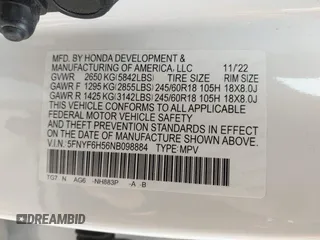 MFD. BY HONDA DEVELOPMENT &
MANUFACTURING OF AMERICA, LLC 11/'22
GVWR 2650 KG(5842LBS) TIRE SIZE RIM SIZE
GAWR F 1295 KG(2855LBS) 245/60R18 105H 18X8.0J
GAWR R 1425 KG(3142LBS) 245/60R18 105H 18X8.0J
THIS VEHICLE CONFORMS TO ALL APPLICABLE
FEDERAL MOTOR VEHICLE SAFETY
AND THEFT PREVENTION STANDARDS IN EFFECT ON
THE DATE OF MANUFACTURE SHOWN ABOVE.
V.I.N. 5FNYF6H56NB098884 TYPE: MPV
TG7 N AG6 -NH883P -A -B
DREAMBID